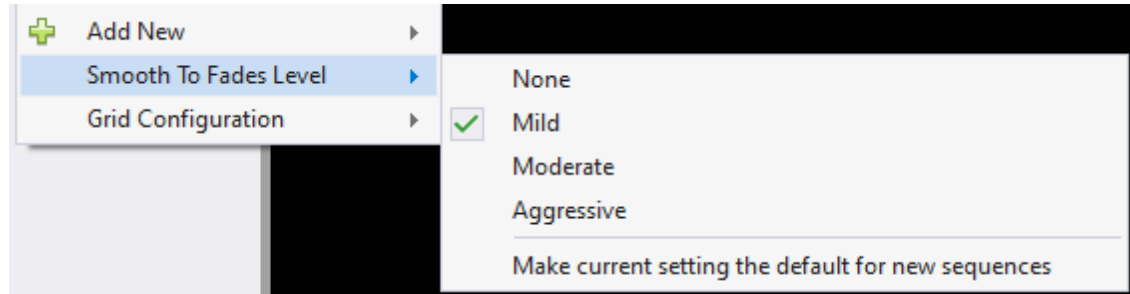 Add New
Smooth To Fades Level
Grid Configuration
None
Mild
Moderate
Aggressive
Make current setting the default for new sequences